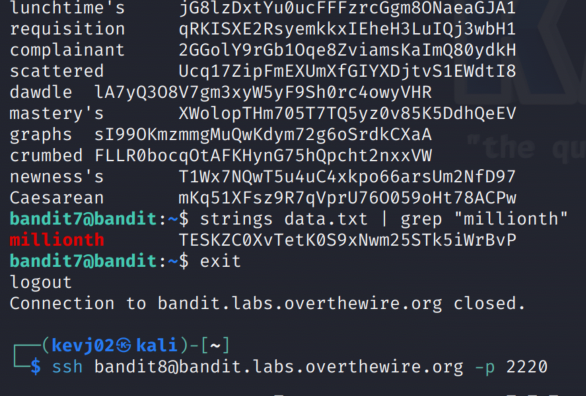 lunchtime's jG8lzDxtYu0ucFFFzrcGgm8ONaeaGJA1
requisition qRKISXE2RsyemkkxIEheH3LuIQj3wbH1
complainant 2GGolY9rGb1Oqe8ZviamsKaImQ80ydkH
scattered Ucq17ZipFmEXUmXfGIYXDjtvS1EWdtI8
dawdle lA7yQ3O8V7gm3xyW5yF9Sh0rc4owyVHR
mastery's XWolopTHm705T7TQ5yz0v85K5DdhQeEV
graphs sI99OKmzmmgMuQwKdym72g6oSrdkCXaA
crumbed FLLR0bocqOtAFKHynG75hQpcht2nxxVW
newness's T1Wx7NQwT5u4uC4xkpo66arsUm2NfD97
Caesarean mKq51XFsz9R7qVprU76O059oHt78ACPw
bandit7@bandit:~$ strings data.txt | grep "millionth"
millionth TESKZC0XvTetK0S9xNwm25STk5iWrBvP
bandit7@bandit:~$ exit
logout
Connection to bandit.labs.overthewire.org closed.
┌──(kevj02㉿kali)-[~]
└─$ ssh bandit8@bandit.labs.overthewire.org -p 2220
"the qu